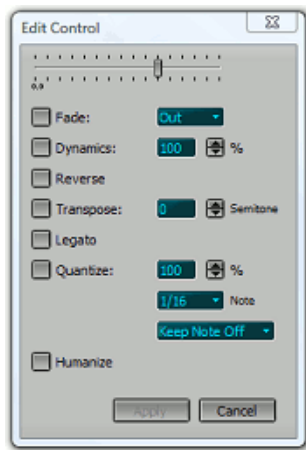 Edit Control
0.0
Fade: Out
Dynamics: 100 %
Reverse
Transpose: 0 Semitone
Legato
Quantize: 100 %
1/16 Note
Keep Note Off
Humanize
Apply Cancel